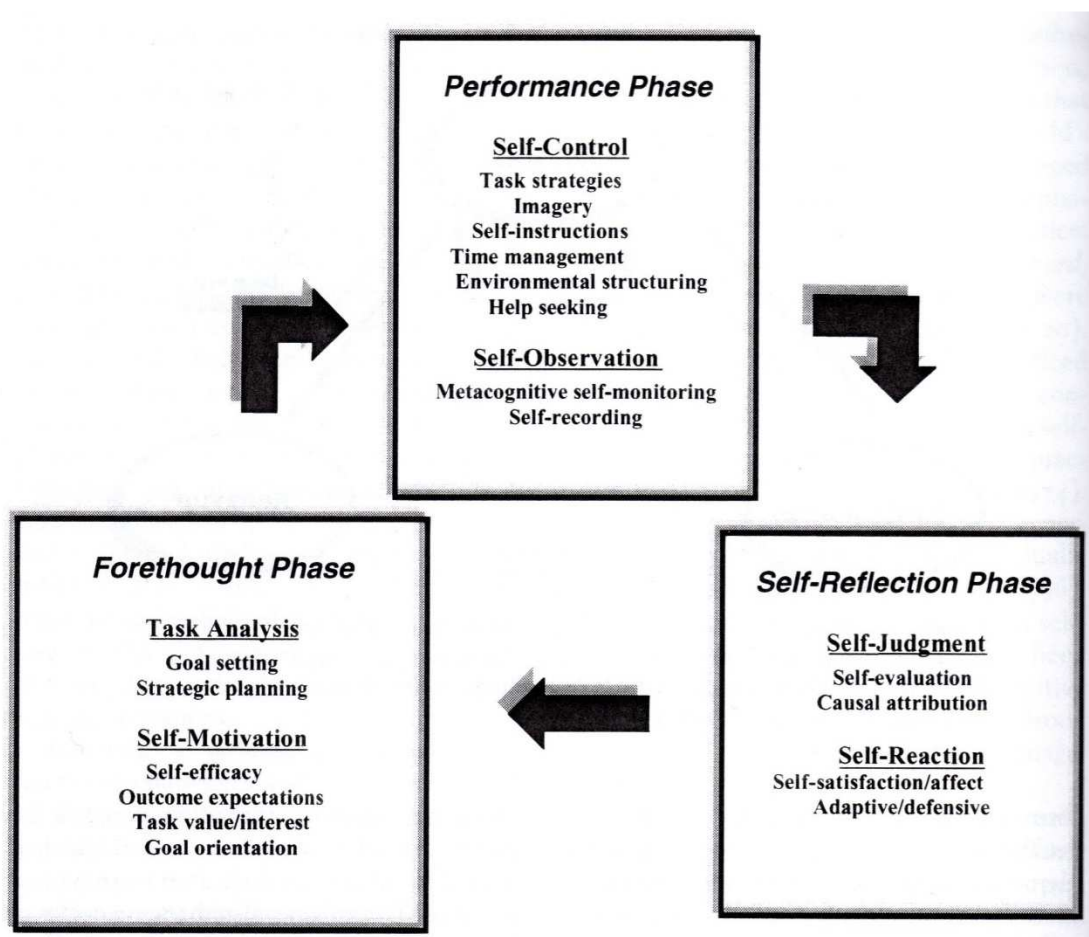 Performance Phase
Self-Control
Task strategies
Imagery
Self-instructions
Time management
Environmental structuring
Help seeking
Self-Observation
Metacognitive self-monitoring
Self-recording
Forethought Phase
Task Analysis
Goal setting
Strategic planning
Self-Motivation
Self-efficacy
Outcome expectations
Task value/interest
Goal orientation
Self-Reflection Phase
Self-Judgment
Self-evaluation
Causal attribution
Self-Reaction
Self-satisfaction/affect
Adaptive/defensive